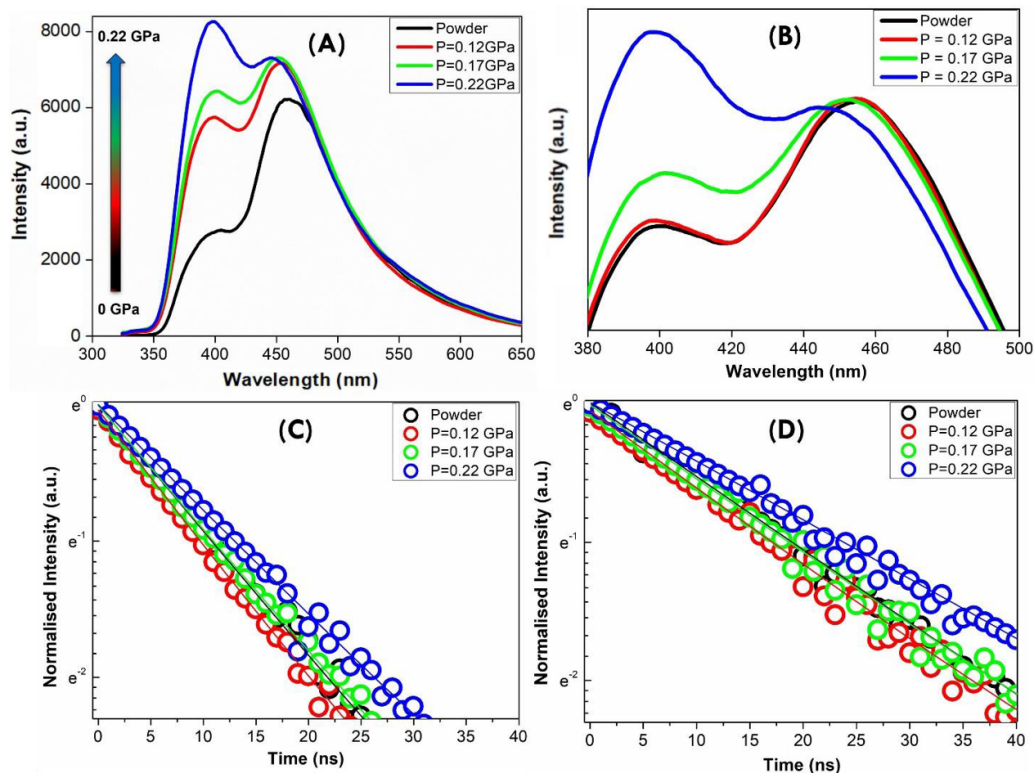 (A)
0.22 GPa
0 GPa
Powder
P=0.12GPa
P=0.17GPa
P=0.22GPa
Intensity (a.u.)
8000
6000
4000
2000
0
300 350 400 450 500 550 600 650
Wavelength (nm)
(B)
Powder
P = 0.12 GPa
P = 0.17 GPa
P = 0.22 GPa
Intensity (a.u.)
380 400 420 440 460 480 500
Wavelength (nm)
(C)
Powder
P=0.12 GPa
P=0.17 GPa
P=0.22 GPa
Normalised Intensity (a.u.)
e⁰
e⁻¹
e⁻²
0 5 10 15 20 25 30 35 40
Time (ns)
(D)
Powder
P=0.12 GPa
P=0.17 GPa
P=0.22 GPa
Normalised Intensity (a.u.)
e⁰
e⁻¹
e⁻²
0 5 10 15 20 25 30 35 40
Time (ns)